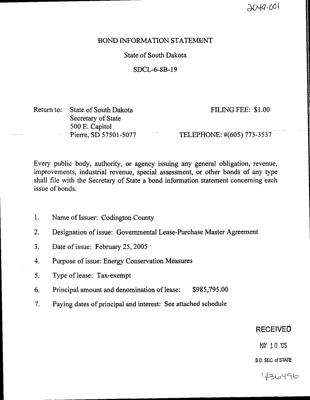 2049-001
BOND INFORMATION STATEMENT
State of South Dakota
SDCL-6-8B-19
Return to: State of South Dakota FILING FEE: $1.00
Secretary of State
500 E. Capitol
Pierre, SD 57501-5077 TELEPHONE: #(605) 773-3537
Every public body, authority, or agency issuing any general obligation, revenue,
improvements, industrial revenue, special assessment, or other bonds of any type
shall file with the Secretary of State a bond information statement concerning each
issue of bonds.
1. Name of Issuer: Codington County
2. Designation of issue: Governmental Lease-Purchase Master Agreement
3. Date of issue: February 25, 2005
4. Purpose of issue: Energy Conservation Measures
5. Type of lease: Tax-exempt
6. Principal amount and denomination of lease: $985,795.00
7. Paying dates of principal and interest: See attached schedule
RECEIVED
MAY 10 '05
S.D. SEC. of STATE
1436496